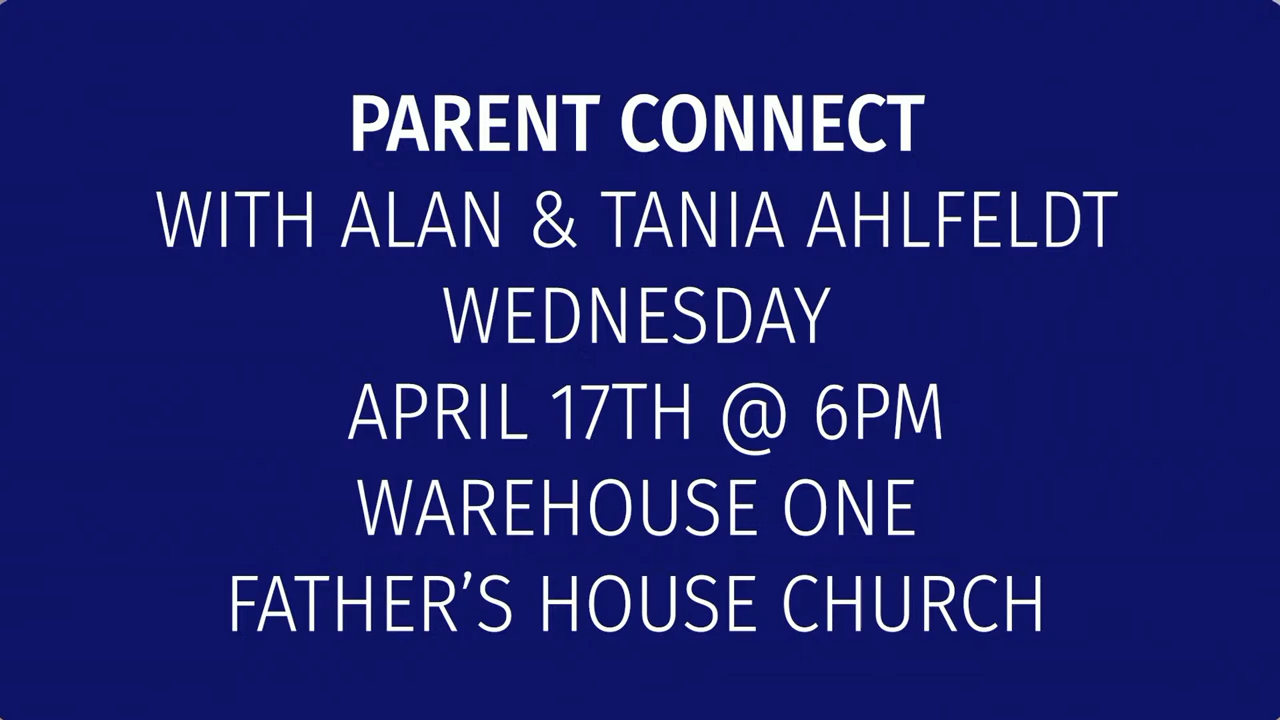 PARENT CONNECT
WITH ALAN & TANIA AHLFELDT
WEDNESDAY
APRIL 17TH @ 6PM
WAREHOUSE ONE
FATHER'S HOUSE CHURCH